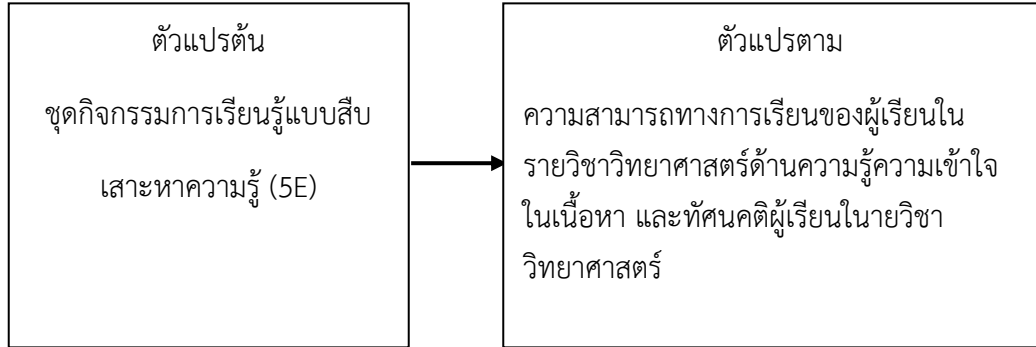 ตัวแปรต้น
ชุดกิจกรรมการเรียนรู้แบบสืบ
เสาะหาความรู้ (5E)
ตัวแปรตาม
ความสามารถทางการเรียนของผู้เรียนใน
รายวิชาวิทยาศาสตร์ด้านความรู้ความเข้าใจ
ในเนื้อหา และทัศนคติผู้เรียนในายวิชา
วิทยาศาสตร์